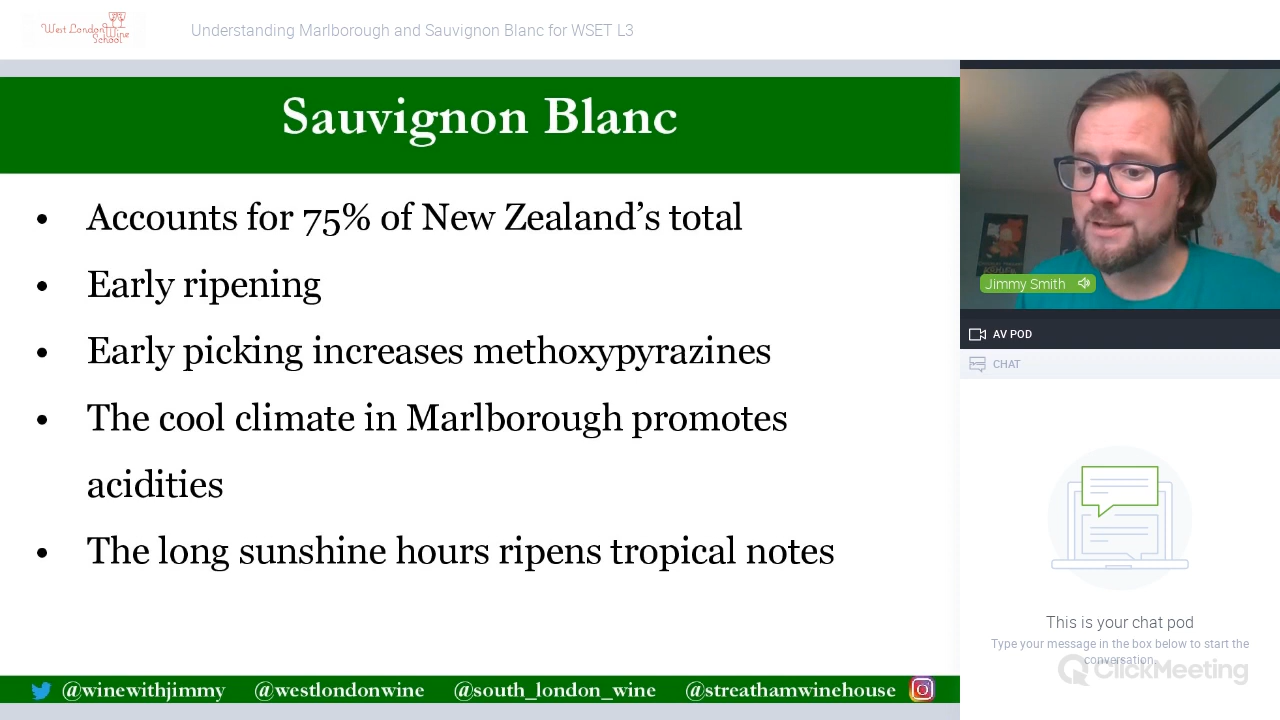 West London Wine School
Understanding Marlborough and Sauvignon Blanc for WSET L3
Sauvignon Blanc
• Accounts for 75% of New Zealand’s total
• Early ripening
• Early picking increases methoxypyrazines
• The cool climate in Marlborough promotes
acidities
• The long sunshine hours ripens tropical notes
@winewithjimmy @westlondonwine @south_london_wine @streathamwinehouse
Jimmy Smith
AV POD
CHAT
This is your chat pod
Type your message in the box below to start the
conversation.
ClickMeeting